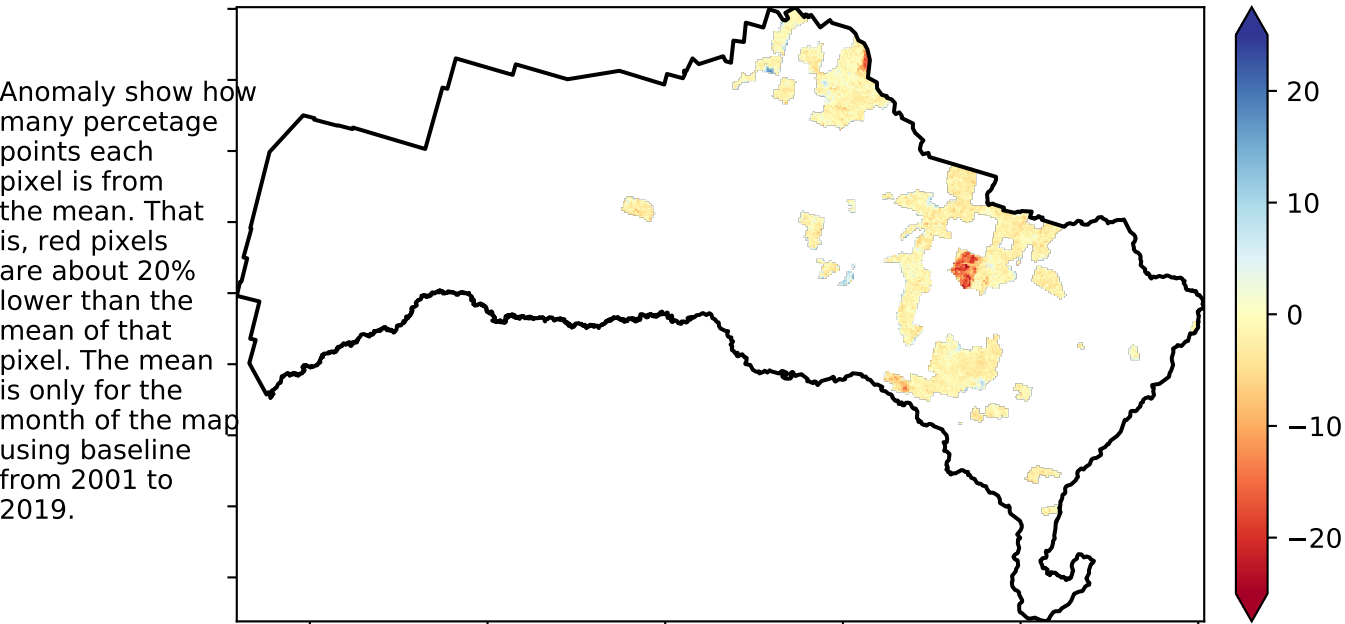 Anomaly show how
many percetage
points each
pixel is from
the mean. That
is, red pixels
are about 20%
lower than the
mean of that
pixel. The mean
is only for the
month of the map
using baseline
from 2001 to
2019.
20
10
0
−10
−20